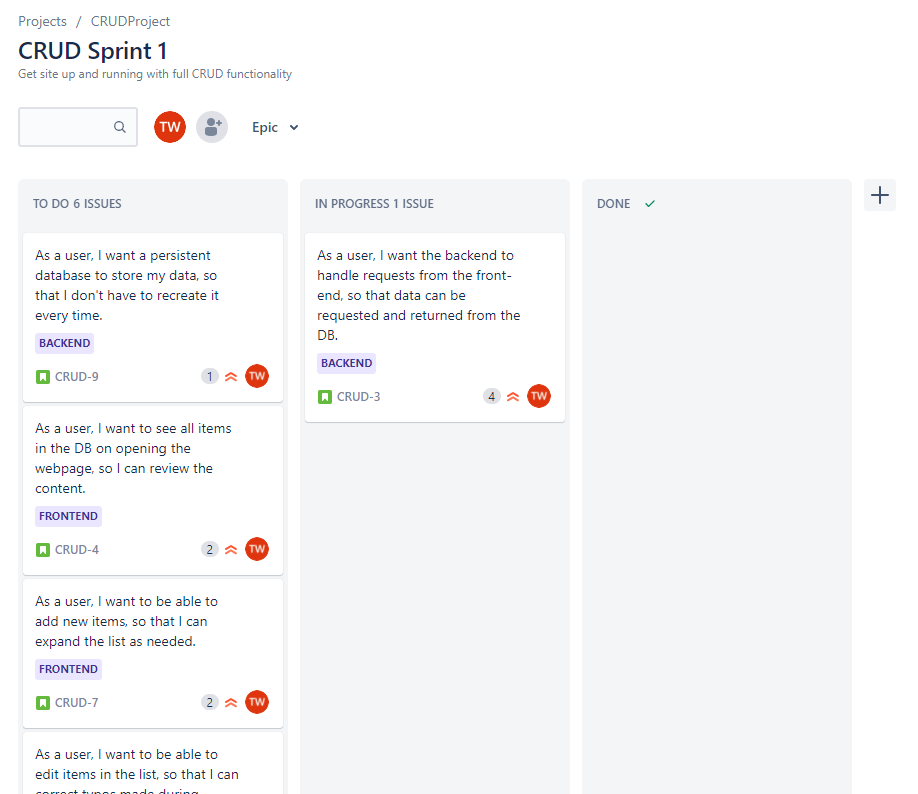 Projects / CRUDProject
CRUD Sprint 1
Get site up and running with full CRUD functionality
TW
Epic
TO DO 6 ISSUES
As a user, I want a persistent
database to store my data, so
that I don't have to recreate it
every time.
BACKEND
CRUD-9 1 TW
As a user, I want to see all items
in the DB on opening the
webpage, so I can review the
content.
FRONTEND
CRUD-4 2 TW
As a user, I want to be able to
add new items, so that I can
expand the list as needed.
FRONTEND
CRUD-7 2 TW
As a user, I want to be able to
edit items in the list, so that I can
correct typos made during
IN PROGRESS 1 ISSUE
As a user, I want the backend to
handle requests from the front-
end, so that data can be
requested and returned from the
DB.
BACKEND
CRUD-3 4 TW
DONE